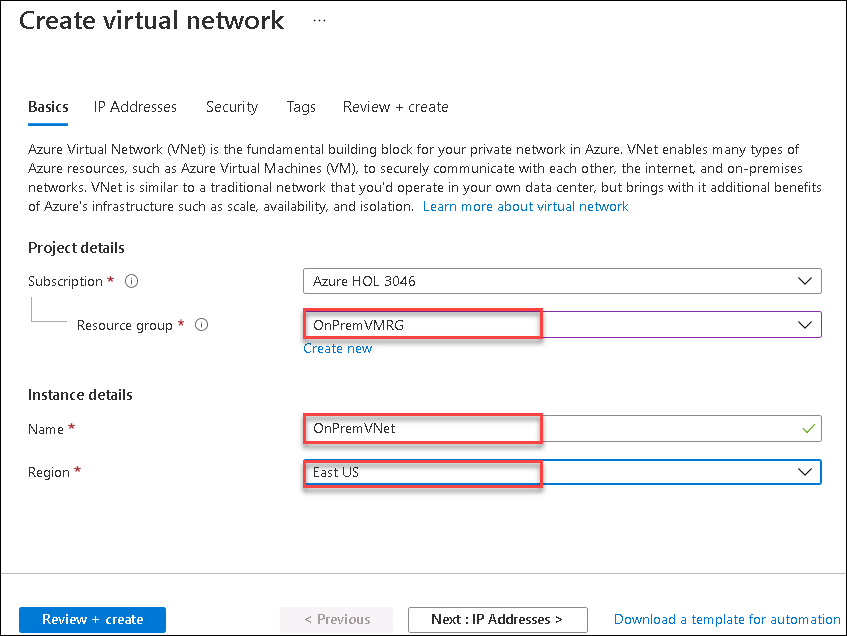 Create virtual network ...
Basics IP Addresses Security Tags Review + create
Azure Virtual Network (VNet) is the fundamental building block for your private network in Azure. VNet enables many types of
Azure resources, such as Azure Virtual Machines (VM), to securely communicate with each other, the internet, and on-premises
networks. VNet is similar to a traditional network that you'd operate in your own data center, but brings with it additional benefits
of Azure's infrastructure such as scale, availability, and isolation. Learn more about virtual network
Project details
Subscription * Azure HOL 3046
Resource group * OnPremVMRG
Create new
Instance details
Name * OnPremVNet
Region * East US
Review + create < Previous Next : IP Addresses > Download a template for automation